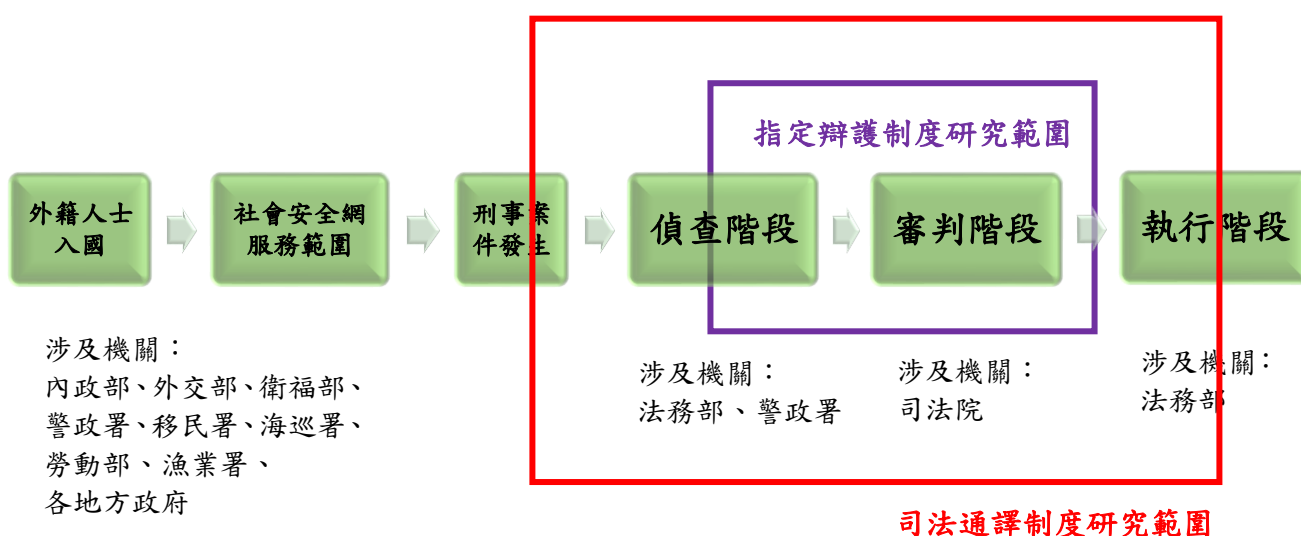 指定辯護制度研究範圍
外籍人士
入國
社會安全網
服務範圍
刑事案
件發生
偵查階段
審判階段
執行階段
涉及機關：
內政部、外交部、衛福部、
警政署、移民署、海巡署、
勞動部、漁業署、
各地方政府
涉及機關：
法務部、警政署
涉及機關：
司法院
涉及機關：
法務部
司法通譯制度研究範圍